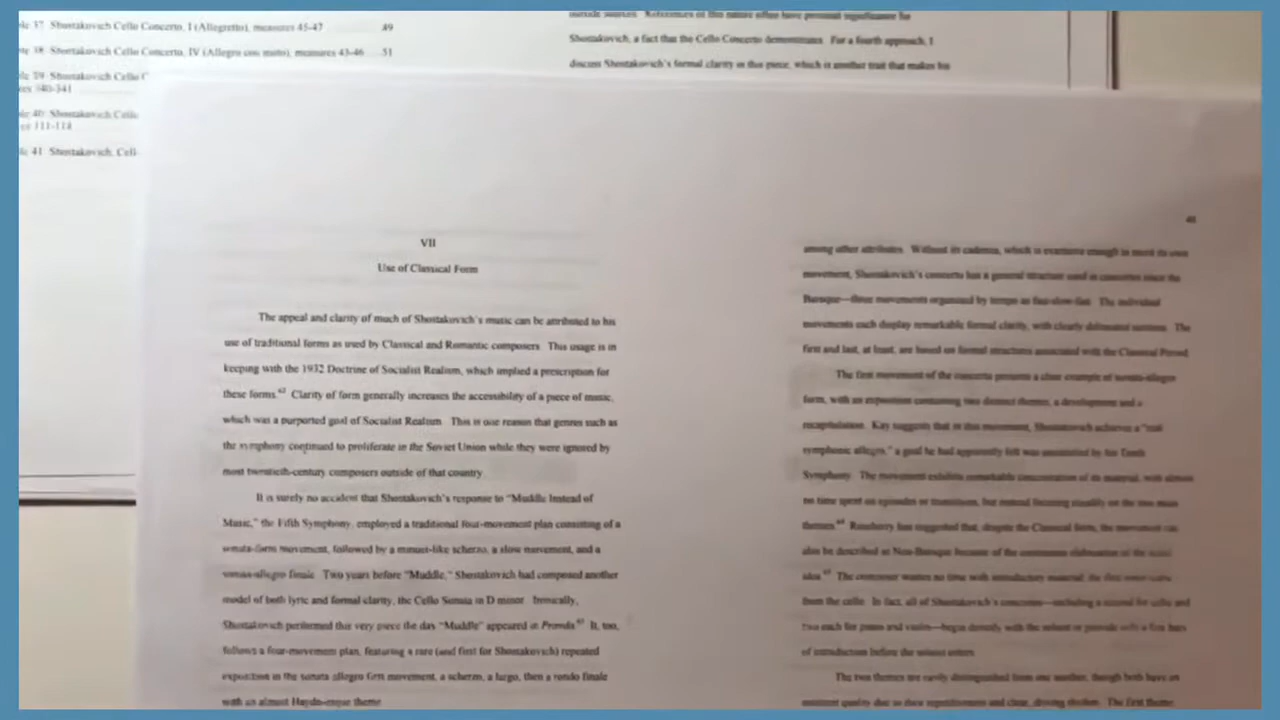 37 Shostakovich Cello Concerto, I (Allegretto), measures 45-47 49
38 Shostakovich Cello Concerto, IV (Allegro con moto), measures 43-46 51
39 Shostakovich Cello C
340-341
40 Shostakovich Cello
111-114
41 Shostakovich, Cell
outside sources. References of this nature often have personal significance for
Shostakovich, a fact that the Cello Concerto demonstrates. For a fourth approach, I
discuss Shostakovich's formal clarity in this piece, which is another trait that makes his
VII
Use of Classical Form
The appeal and clarity of much of Shostakovich's music can be attributed to his
use of traditional forms as used by Classical and Romantic composers. This usage is in
keeping with the 1932 Doctrine of Socialist Realism, which implied a prescription for
these forms. Clarity of form generally increases the accessibility of a piece of music,
which was a purported goal of Socialist Realism. This is one reason that genres such as
the symphony continued to proliferate in the Soviet Union while they were ignored by
most twentieth-century composers outside of that country.
It is surely no accident that Shostakovich's response to "Muddle Instead of
Music," the Fifth Symphony, employed a traditional four-movement plan consisting of a
sonata-form movement, followed by a minuet-like scherzo, a slow movement, and a
sonata-allegro finale. Two years before "Muddle," Shostakovich had composed another
model of both lyric and formal clarity, the Cello Sonata in D minor. Ironically,
Shostakovich performed this very piece the day "Muddle" appeared in Pravda. It, too,
follows a four-movement plan, featuring a rare (and first for Shostakovich) repeated
exposition in the sonata allegro first movement, a scherzo, a largo, then a rondo finale
with an almost Haydn-esque theme
among other attributes. Without its cadenza, which is evocative enough to merit its own
movement, Shostakovich's concerto has a general structure used in concertos since the
Baroque—three movements organized by tempo as fast-slow-fast. The individual
movements each display remarkable formal clarity, with clearly delineated sections. The
first and last, at least, are based on formal structures associated with the Classical Period.
The first movement of the concerto presents a clear example of sonata-allegro
form, with an exposition containing two distinct themes, a development and a
recapitulation. Kay suggests that in this movement, Shostakovich achieves a "real
symphonic allegro," a goal he had apparently felt was unattained by his Tenth
Symphony. The movement exhibits remarkable concentration of its material, with almost
no time spent on episodes or transitions, but instead focusing steadily on the two main
themes. Roseberry has suggested that, despite the Classical form, the movement can
also be described as Neo-Baroque because of the continuous elaboration of the
idea. The composer wastes no time with introductory material, the first
from the cello. In fact, all of Shostakovich's concertos—including a second for cello and
two each for piano and violin—begin directly with the soloist or provide only a few bars
of introduction before the soloist enters.
The two themes are easily distinguished from one another, though both have an
quality due to their repetitiveness and clear, driving rhythm. The first theme